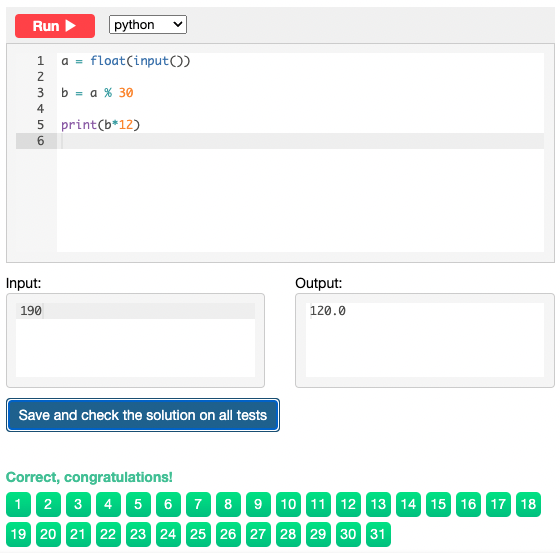 Run ▶ python
1 a = float(input())
2
3 b = a % 30
4
5 print(b*12)
6
Input: Output:
190 120.0
Save and check the solution on all tests
Correct, congratulations!
1 2 3 4 5 6 7 8 9 10 11 12 13 14 15 16 17 18
19 20 21 22 23 24 25 26 27 28 29 30 31